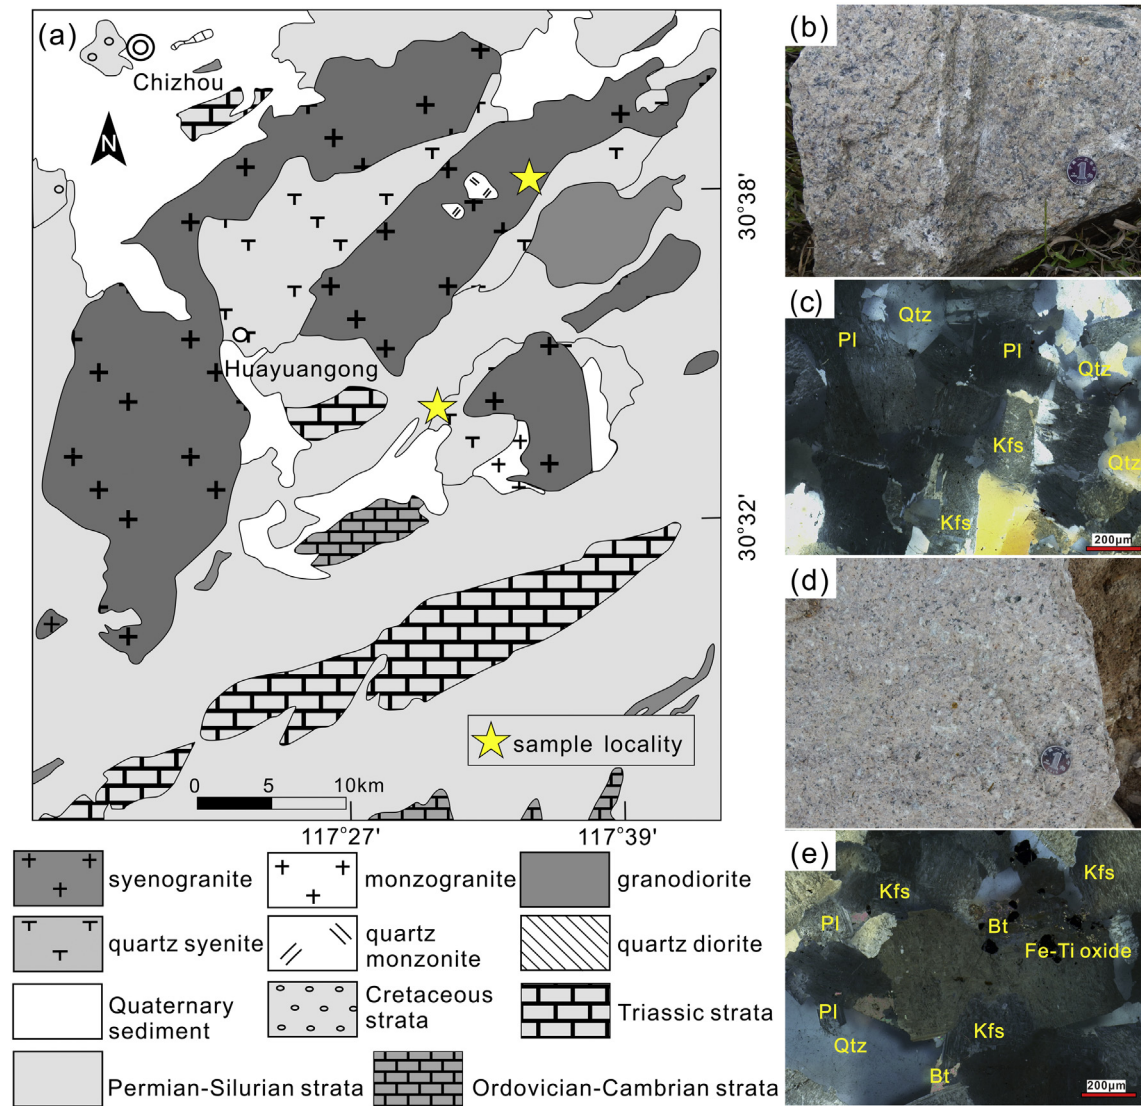 (a)
Chizhou
N
30°38'
Huayuangong
30°32'
sample locality
0 5 10km
117°27' 117°39'
syenogranite
monzogranite
granodiorite
quartz syenite
quartz
monzonite
quartz diorite
Quaternary
sediment
Cretaceous
strata
Triassic strata
Permian-Silurian strata
Ordovician-Cambrian strata
(b)
1
(c)
Qtz
Pl
Pl
Qtz
Kfs
Qtz
Kfs
200μm
(d)
1
(e)
Kfs
Kfs
Pl
Bt
Fe-Ti oxide
Pl
Qtz
Kfs
Bt
200μm